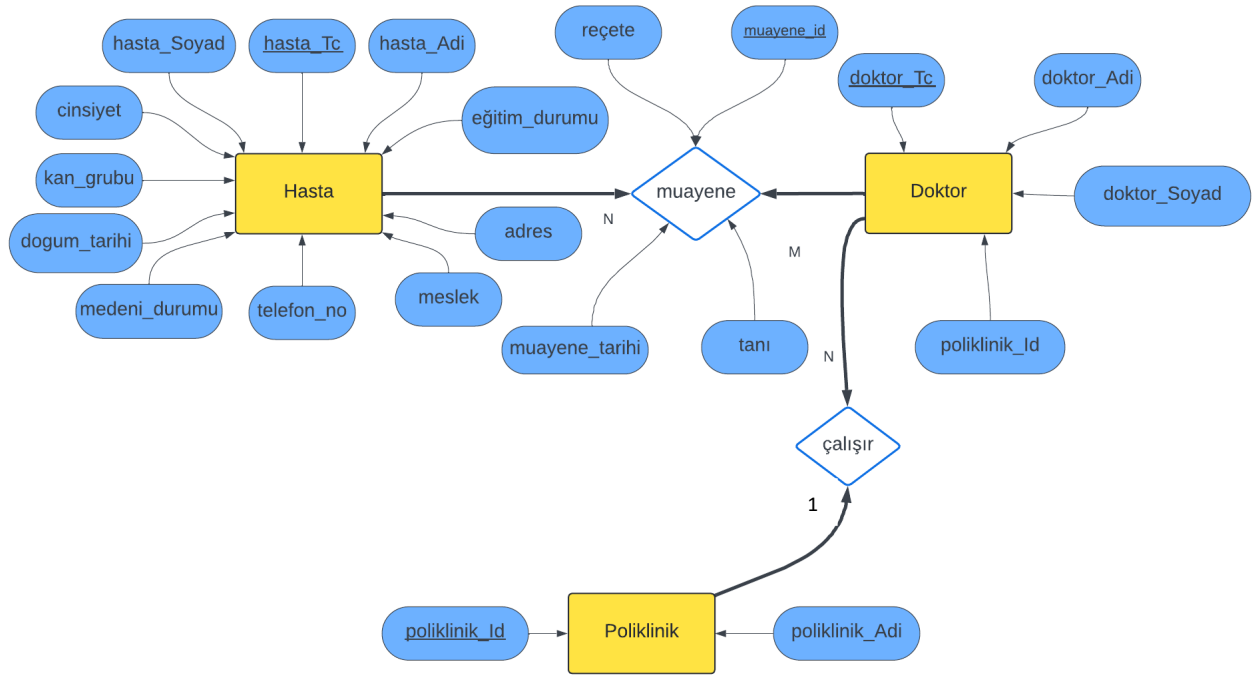 reçete
muayene_id
hasta_Soyad
hasta_Tc
hasta_Adi
doktor_Tc
doktor_Adi
cinsiyet
eğitim_durumu
kan_grubu
Hasta
muayene
Doktor
doktor_Soyad
N
adres
dogum_tarihi
M
meslek
medeni_durumu
telefon_no
muayene_tarihi
tanı
poliklinik_Id
N
çalışır
1
poliklinik_Id
Poliklinik
poliklinik_Adi